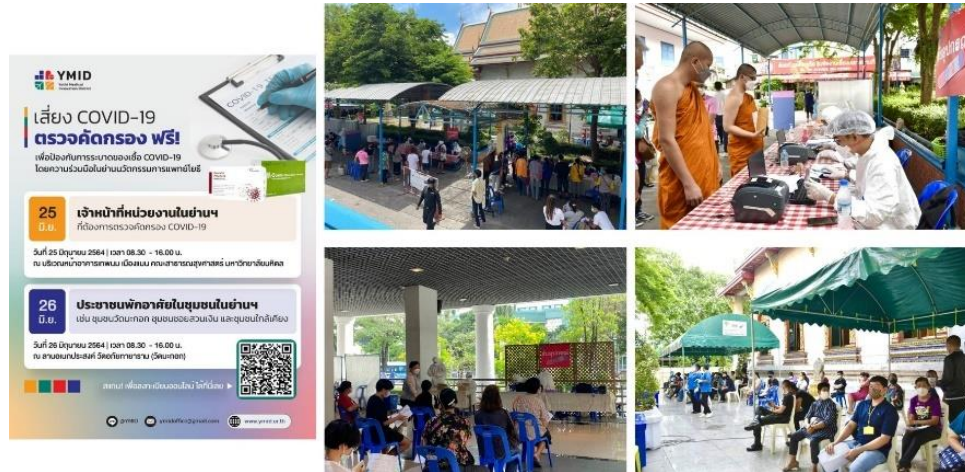 YMID
Yothi Medical
Innovation District
เสี่ยง COVID-19
ตรวจคัดกรอง ฟรี!
เพื่อป้องกันการระบาดของเชื้อ COVID-19
โดยความร่วมมือในย่านนวัตกรรมการแพทย์โยธี
25
มิ.ย.
เจ้าหน้าที่หน่วยงานในย่านฯ
ที่ต้องการตรวจคัดกรอง COVID-19
วันที่ 25 มิถุนายน 2564 | เวลา 08.30 - 16.00 น.
ณ บริเวณหน้าอาคารเทพนม เมืองแมน คณะสาธารณสุขศาสตร์ มหาวิทยาลัยมหิดล
26
มิ.ย.
ประชาชนพักอาศัยในชุมชนในย่านฯ
เช่น ชุมชนวัดมะกอก ชุมชนซอยสวนเงิน และชุมชนใกล้เคียง
วันที่ 26 มิถุนายน 2564 | เวลา 08.30 - 16.00 น.
ณ ลานอเนกประสงค์ วัดอภัยทายาราม (วัดมะกอก)
สแกน! เพื่อลงทะเบียนออนไลน์ ได้ที่นี่เลย
@YMID
ymidoffice@gmail.com
www.ymid.or.th